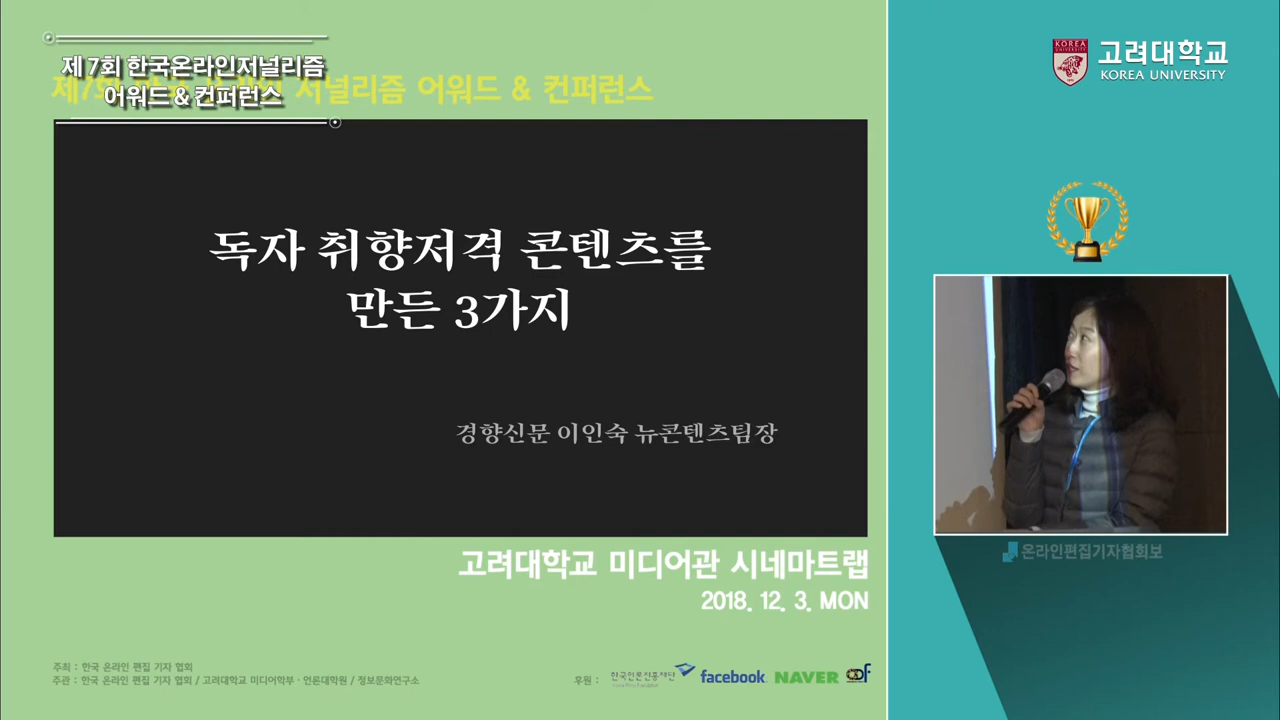 제 7회 한국온라인저널리즘
어워드 & 컨퍼런스
저널리즘 어워드 & 컨퍼런스
고려대학교
KOREA UNIVERSITY
KOREA
독자 취향저격 콘텐츠를
만든 3가지
경향신문 이인숙 뉴콘텐츠팀장
온라인편집기자협회보
고려대학교 미디어관 시네마트랩
2018. 12. 3. MON
주최 : 한국 온라인 편집 기자 협회
주관 : 한국 온라인 편집 기자 협회 / 고려대학교 미디어학부 · 언론대학원 / 정보문화연구소
후원 :
한국언론진흥재단
facebook
NAVER